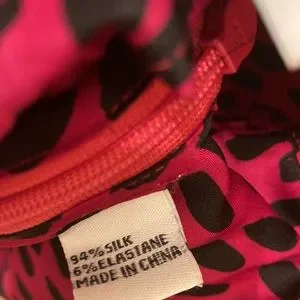 94% SILK
6% ELASTANE
MADE IN CHINA